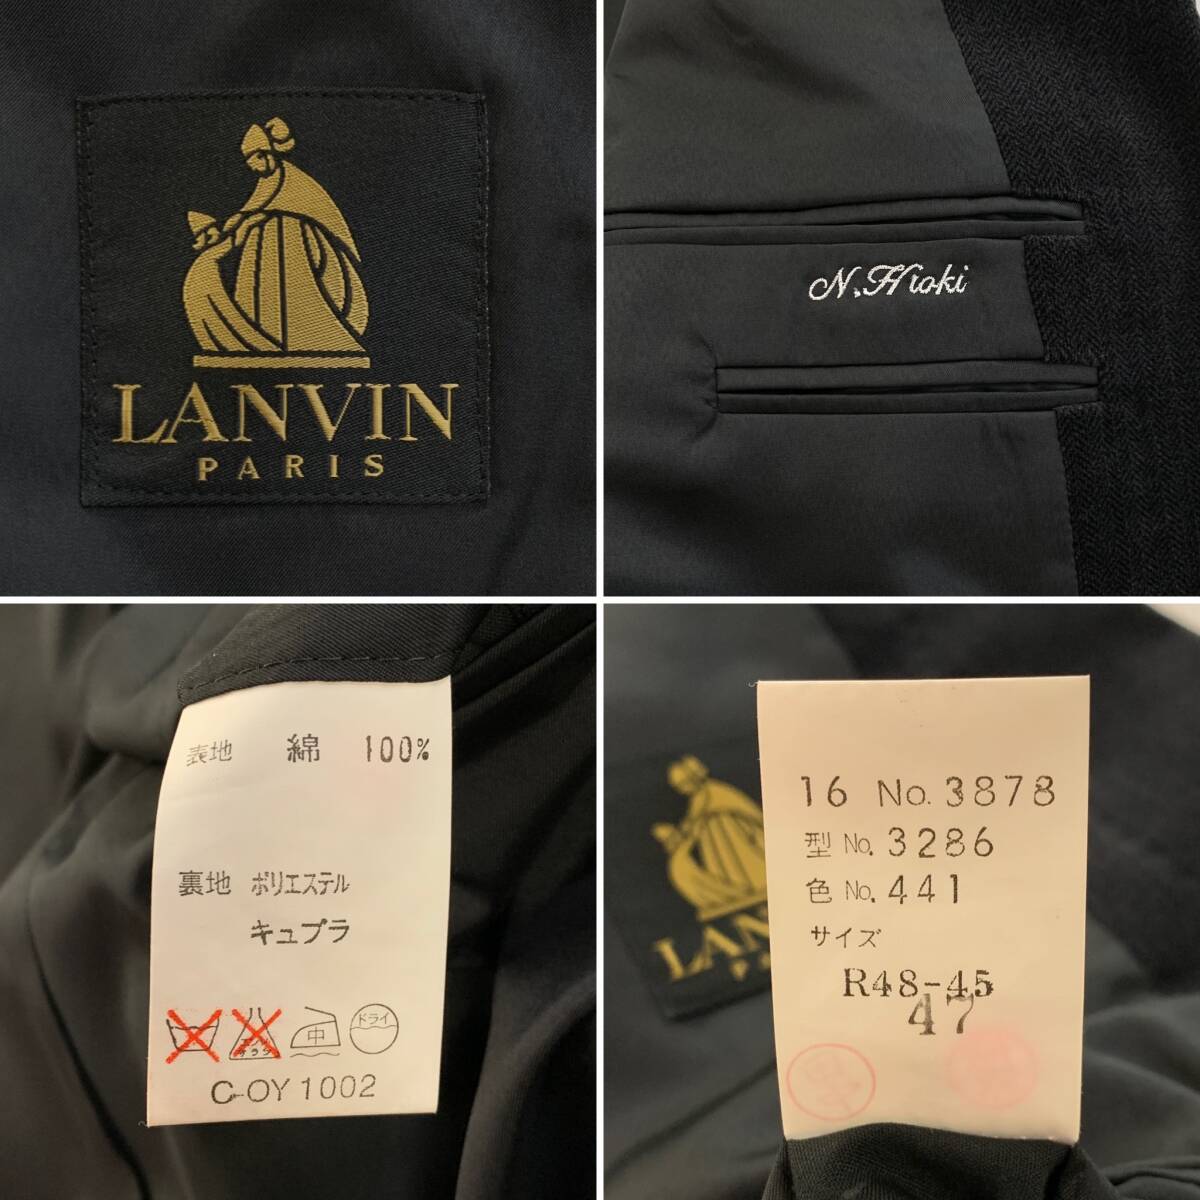 LANVIN
PARIS
N.Hioki
表地 綿 100%
裏地 ポリエステル
キュプラ
中
ドライ
C-OY 1002
16 No. 3878
型 No. 3286
色 No. 441
サイズ
R48-45
47
LAN